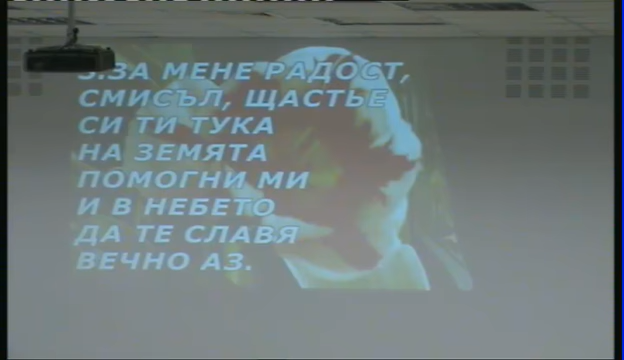 3.ЗА МЕНЕ РАДОСТ,
СМИСЪЛ, ЩАСТЬЕ
СИ ТИ ТУКА
НА ЗЕМЯТА
ПОМОГНИ МИ
И В НЕБЕТО
ДА ТЕ СЛАВЯ
ВЕЧНО АЗ.